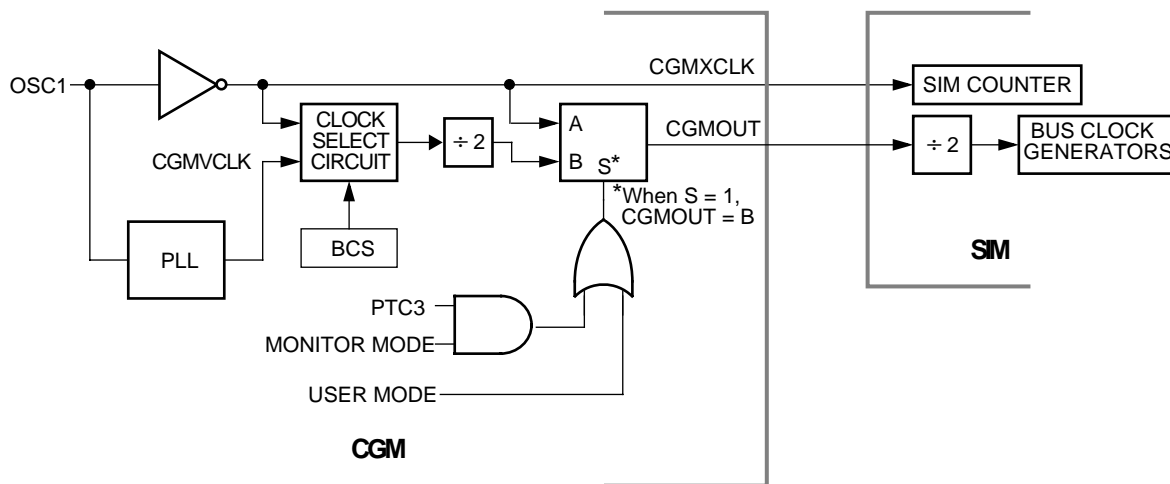 CGMXCLK
OSC1
SIM COUNTER
CLOCK
SELECT
CIRCUIT
A
B
S*
CGMOUT
÷ 2
÷ 2
BUS CLOCK
GENERATORS
CGMVCLK
*When S = 1,
CGMOUT = B
BCS
PLL
SIM
PTC3
MONITOR MODE
USER MODE
CGM